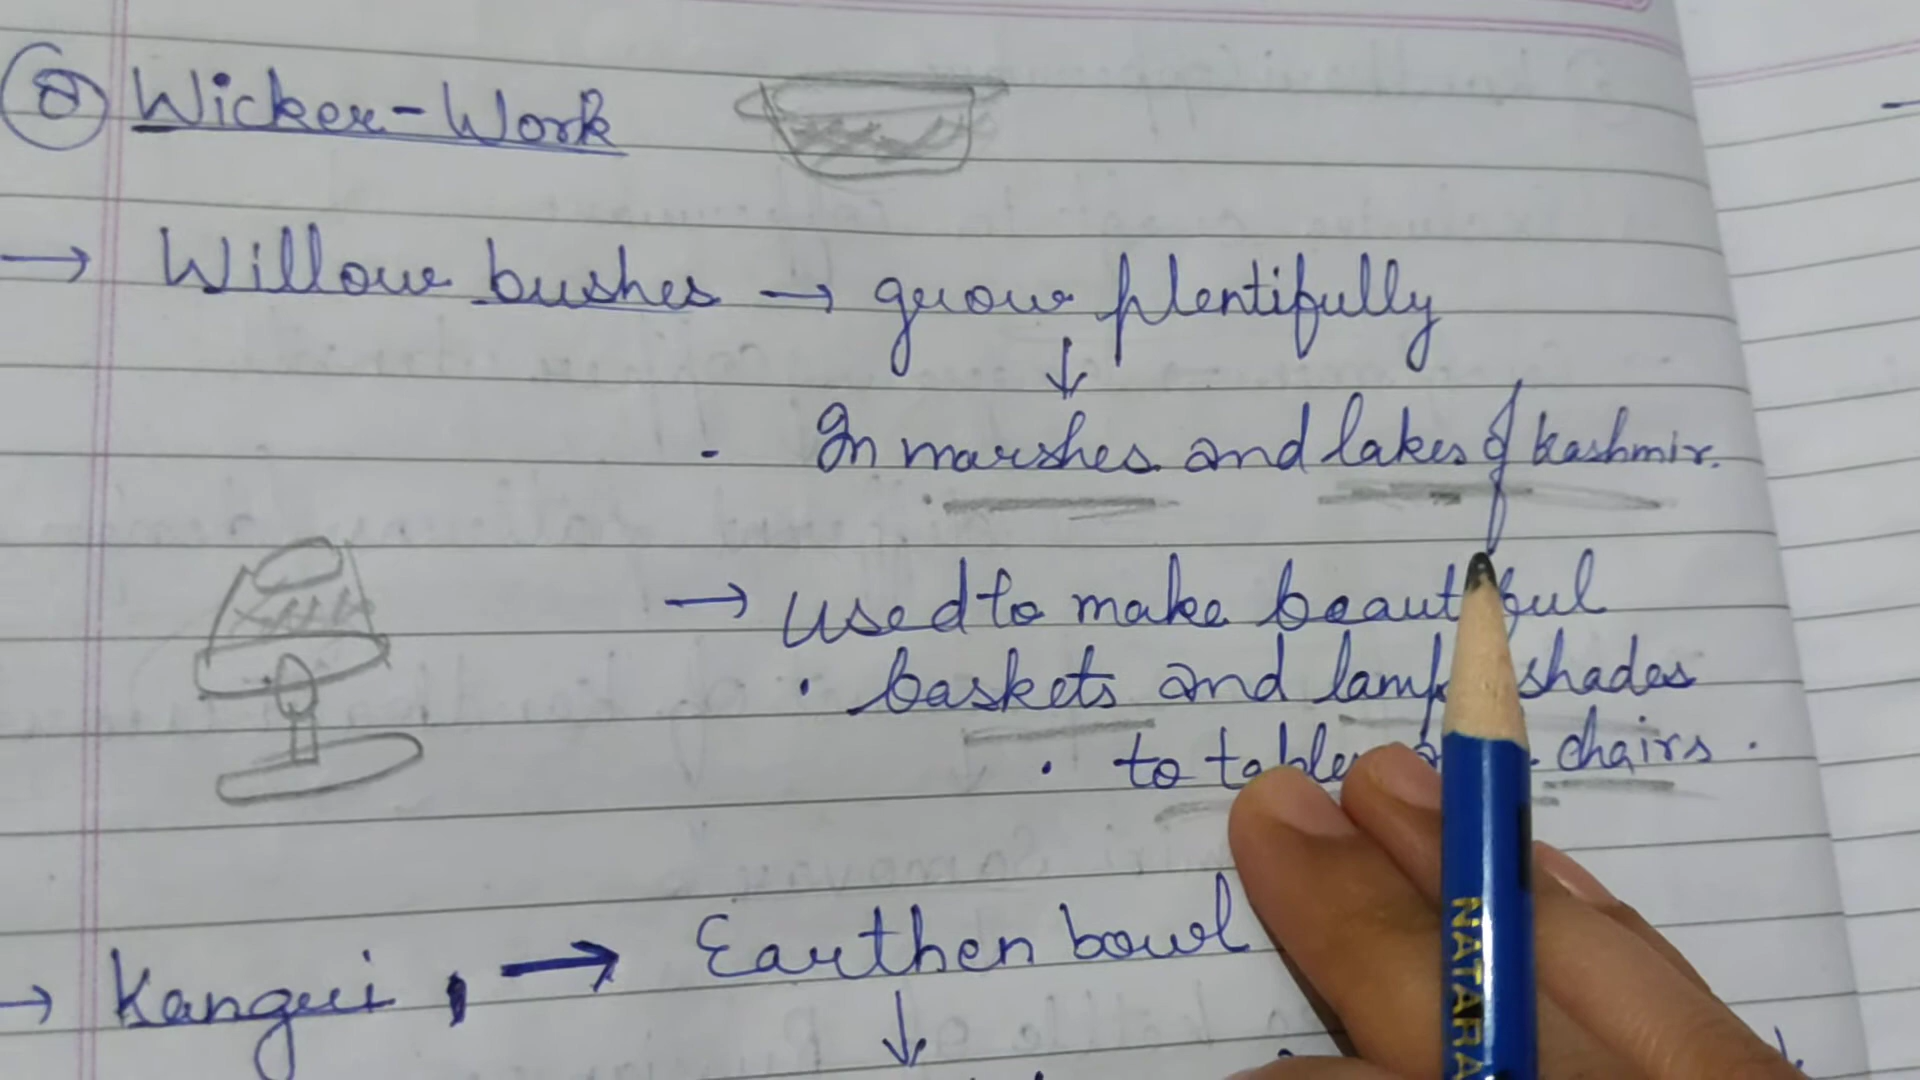 ⑧ Wicker-Work
→ Willow bushes → grow plentifully
↓
- In marshes and lakes of Kashmir.
→ used to make beautiful
• baskets and lamp shades
• to table chairs.
→ Kangri, → Earthen bowl
↓
NATARA